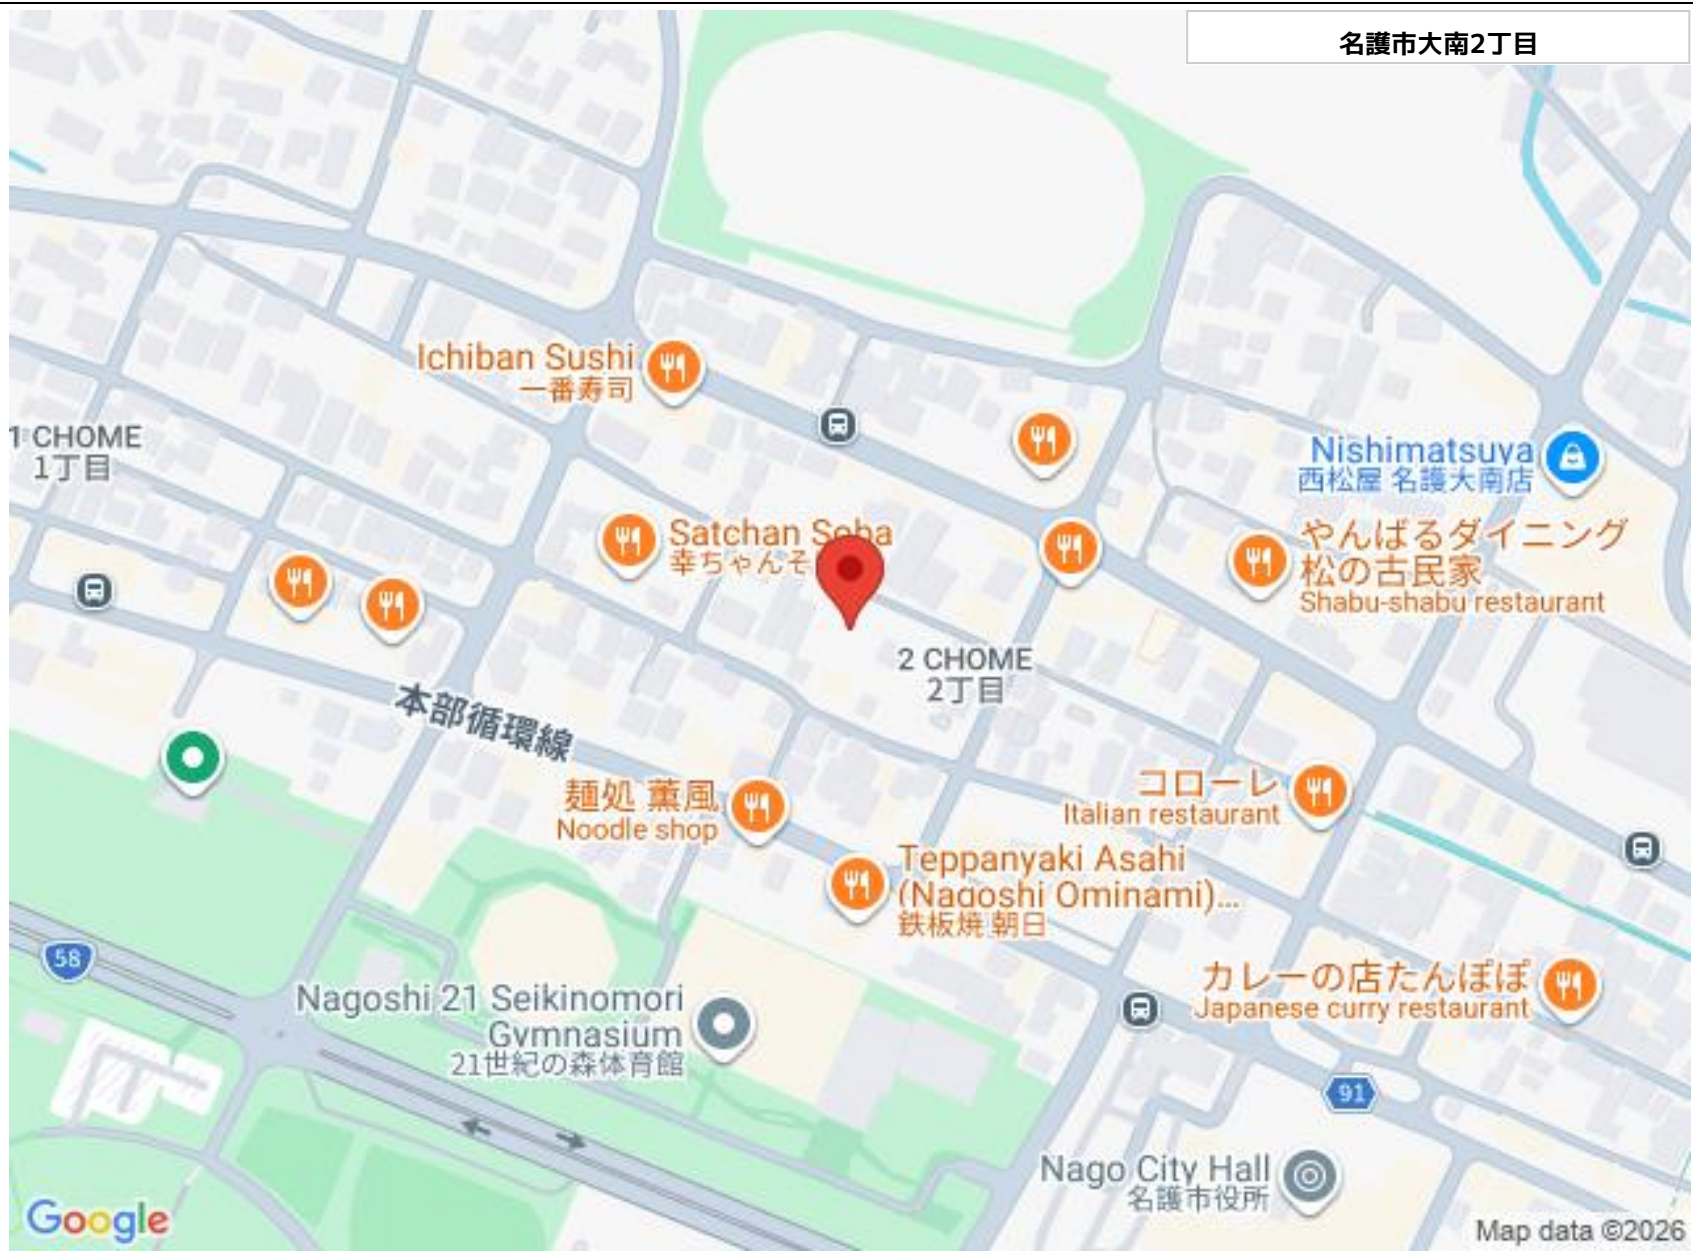 名護市大南2丁目
Ichiban Sushi
一番寿司
1 CHOME
1丁目
Nishimatsuya
西松屋 名護大南店
Satchan Soba
幸ちゃんそ
やんばるダイニング
松の古民家
Shabu-shabu restaurant
2 CHOME
2丁目
本部循環線
麺処 薫風
Noodle shop
コローレ
Italian restaurant
Teppanyaki Asahi
(Nagoshi Ominami)...
鉄板焼 朝日
58
カレーの店たんぽぽ
Japanese curry restaurant
Nagoshi 21 Seikinomori
Gymnasium
21世紀の森体育館
91
Nago City Hall
名護市役所
Google
Map data ©2026